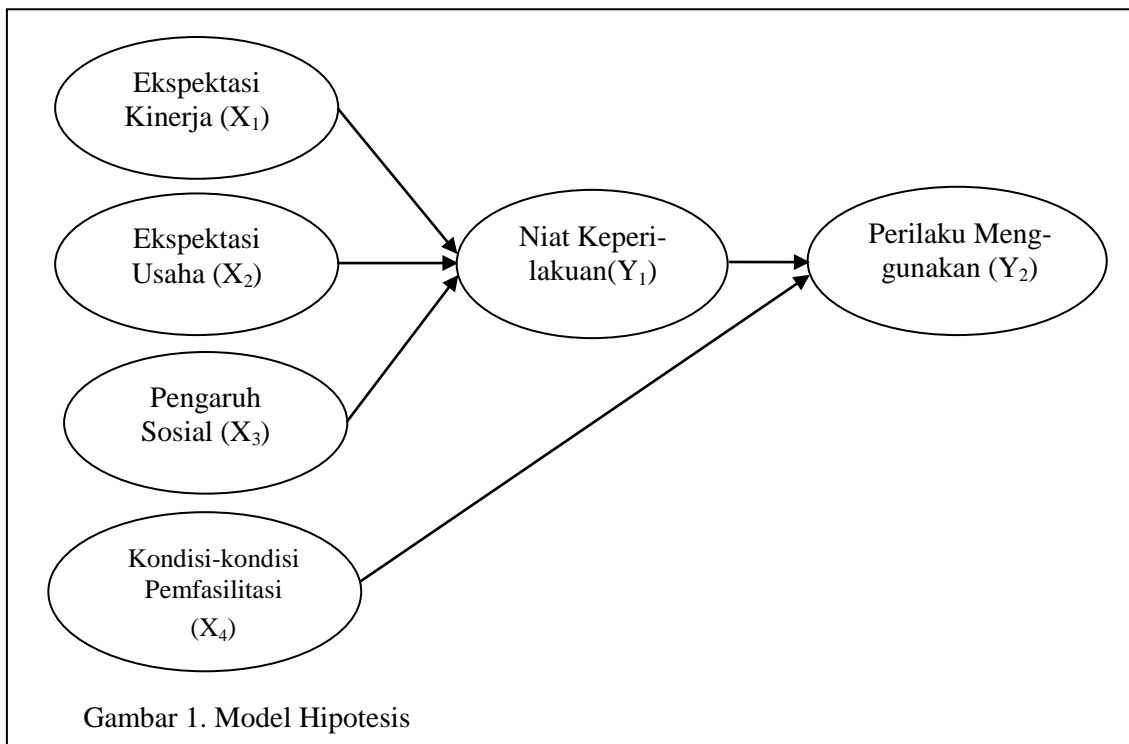 Ekspektasi
Kinerja (X₁)
Ekspektasi
Usaha (X₂)
Pengaruh
Sosial (X₃)
Kondisi-kondisi
Pemfasilitasi
(X₄)
Niat Keperi-
lakuan(Y₁)
Perilaku Meng-
gunakan (Y₂)
Gambar 1. Model Hipotesis